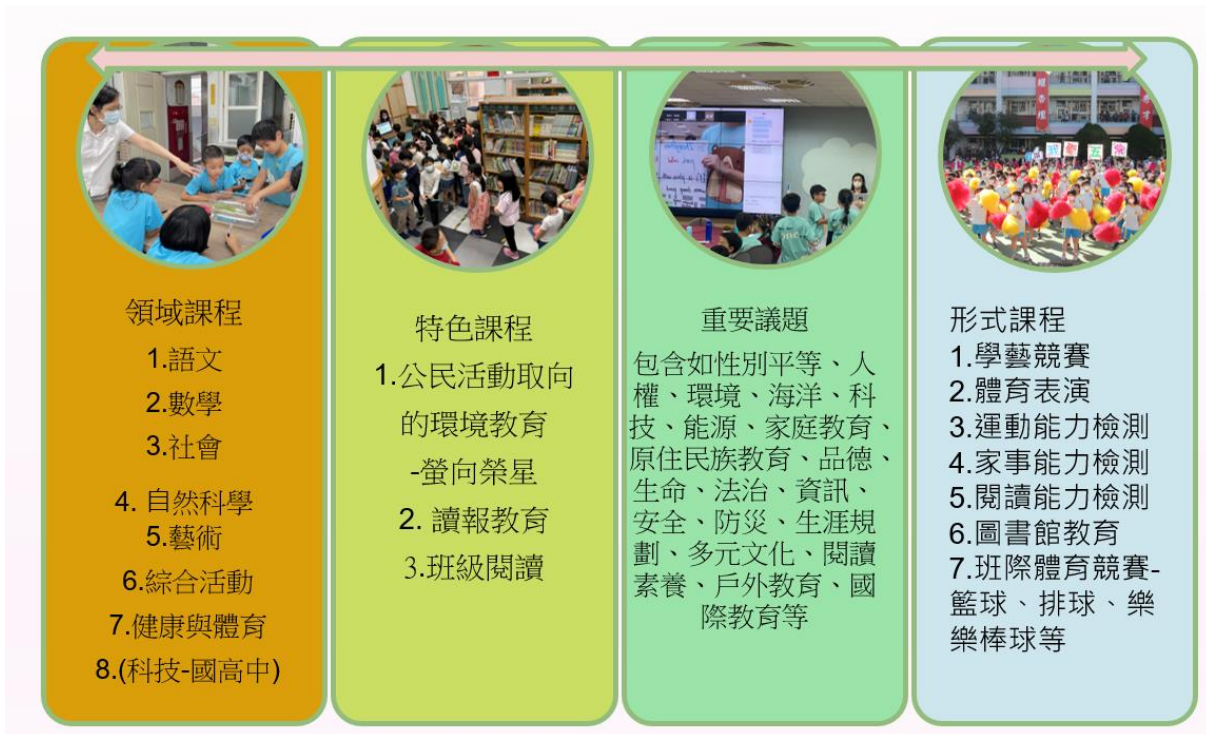 領域課程
1.語文
2.數學
3.社會
4. 自然科學
5.藝術
6.綜合活動
7.健康與體育
8.(科技-國高中)
特色課程
1.公民活動取向
的環境教育
-螢向榮星
2. 讀報教育
3.班級閱讀
重要議題
包含如性別平等、人
權、環境、海洋、科
技、能源、家庭教育、
原住民族教育、品德、
生命、法治、資訊、
安全、防災、生涯規
劃、多元文化、閱讀
素養、戶外教育、國
際教育等
形式課程
1.學藝競賽
2.體育表演
3.運動能力檢測
4.家事能力檢測
5.閱讀能力檢測
6.圖書館教育
7.班際體育競賽-
籃球、排球、樂
樂棒球等